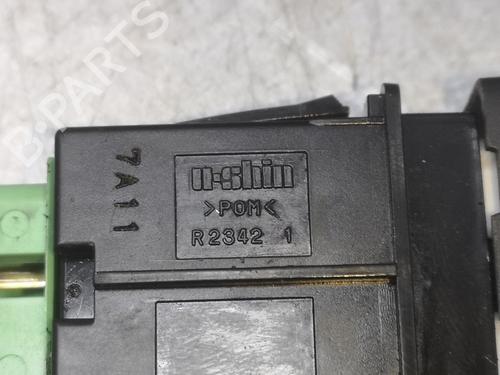 B-PARTS
7A11
u-shin
>POM<
R2342 1